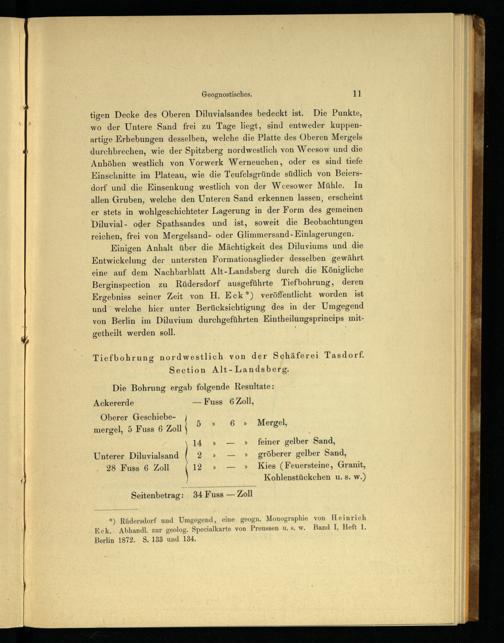 Geognostisches. 11
tigen Decke des Oberen Diluvialsandes bedeckt ist. Die Punkte,
wo der Untere Sand frei zu Tage liegt, sind entweder kuppen-
artige Erhebungen desselben, welche die Platte des Oberen Mergels
durchbrechen, wie der Spitzberg nordwestlich von Weesow und die
Anhöhen westlich von Vorwerk Werneuchen, oder es sind tiefe
Einschnitte im Plateau, wie die Teufelsgründe südlich von Beiers-
dorf und die Einsenkung westlich von der Weesower Mühle. In
allen Gruben, welche den Unteren Sand erkennen lassen, erscheint
er stets in wohlgeschichteter Lagerung in der Form des gemeinen
Diluvial- oder Spathsandes und ist, soweit die Beobachtungen
reichen, frei von Mergelsand- oder Glimmersand-Einlagerungen.
Einigen Anhalt über die Mächtigkeit des Diluviums und die
Entwickelung der untersten Formationsglieder desselben gewährt
eine auf dem Nachbarblatt Alt-Landsberg durch die Königliche
Berginspection zu Rüdersdorf ausgeführte Tiefbohrung, deren
Ergebniss seiner Zeit von H. Eck*) veröffentlicht worden ist
und welche hier unter Berücksichtigung des in der Umgegend
von Berlin im Diluvium durchgeführten Eintheilungsprincips mit-
getheilt werden soll.
Tiefbohrung nordwestlich von der Schäferei Tasdorf.
Section Alt-Landsberg.
Die Bohrung ergab folgende Resultate:
Ackererde — Fuss 6 Zoll,
Oberer Geschiebe-
mergel, 5 Fuss 6 Zoll } 5 » 6 » Mergel,
14 » — » feiner gelber Sand,
Unterer Diluvialsand } 2 » — » gröberer gelber Sand,
28 Fuss 6 Zoll 12 » — » Kies (Feuersteine, Granit,
Kohlenstückchen u. s. w.)
Seitenbetrag: 34 Fuss — Zoll
*) Rüdersdorf und Umgegend, eine geogn. Monographie von Heinrich
Eck. Abhandl. zur geolog. Specialkarte von Preussen u. s. w. Band I, Heft 1.
Berlin 1872. S. 133 und 134.